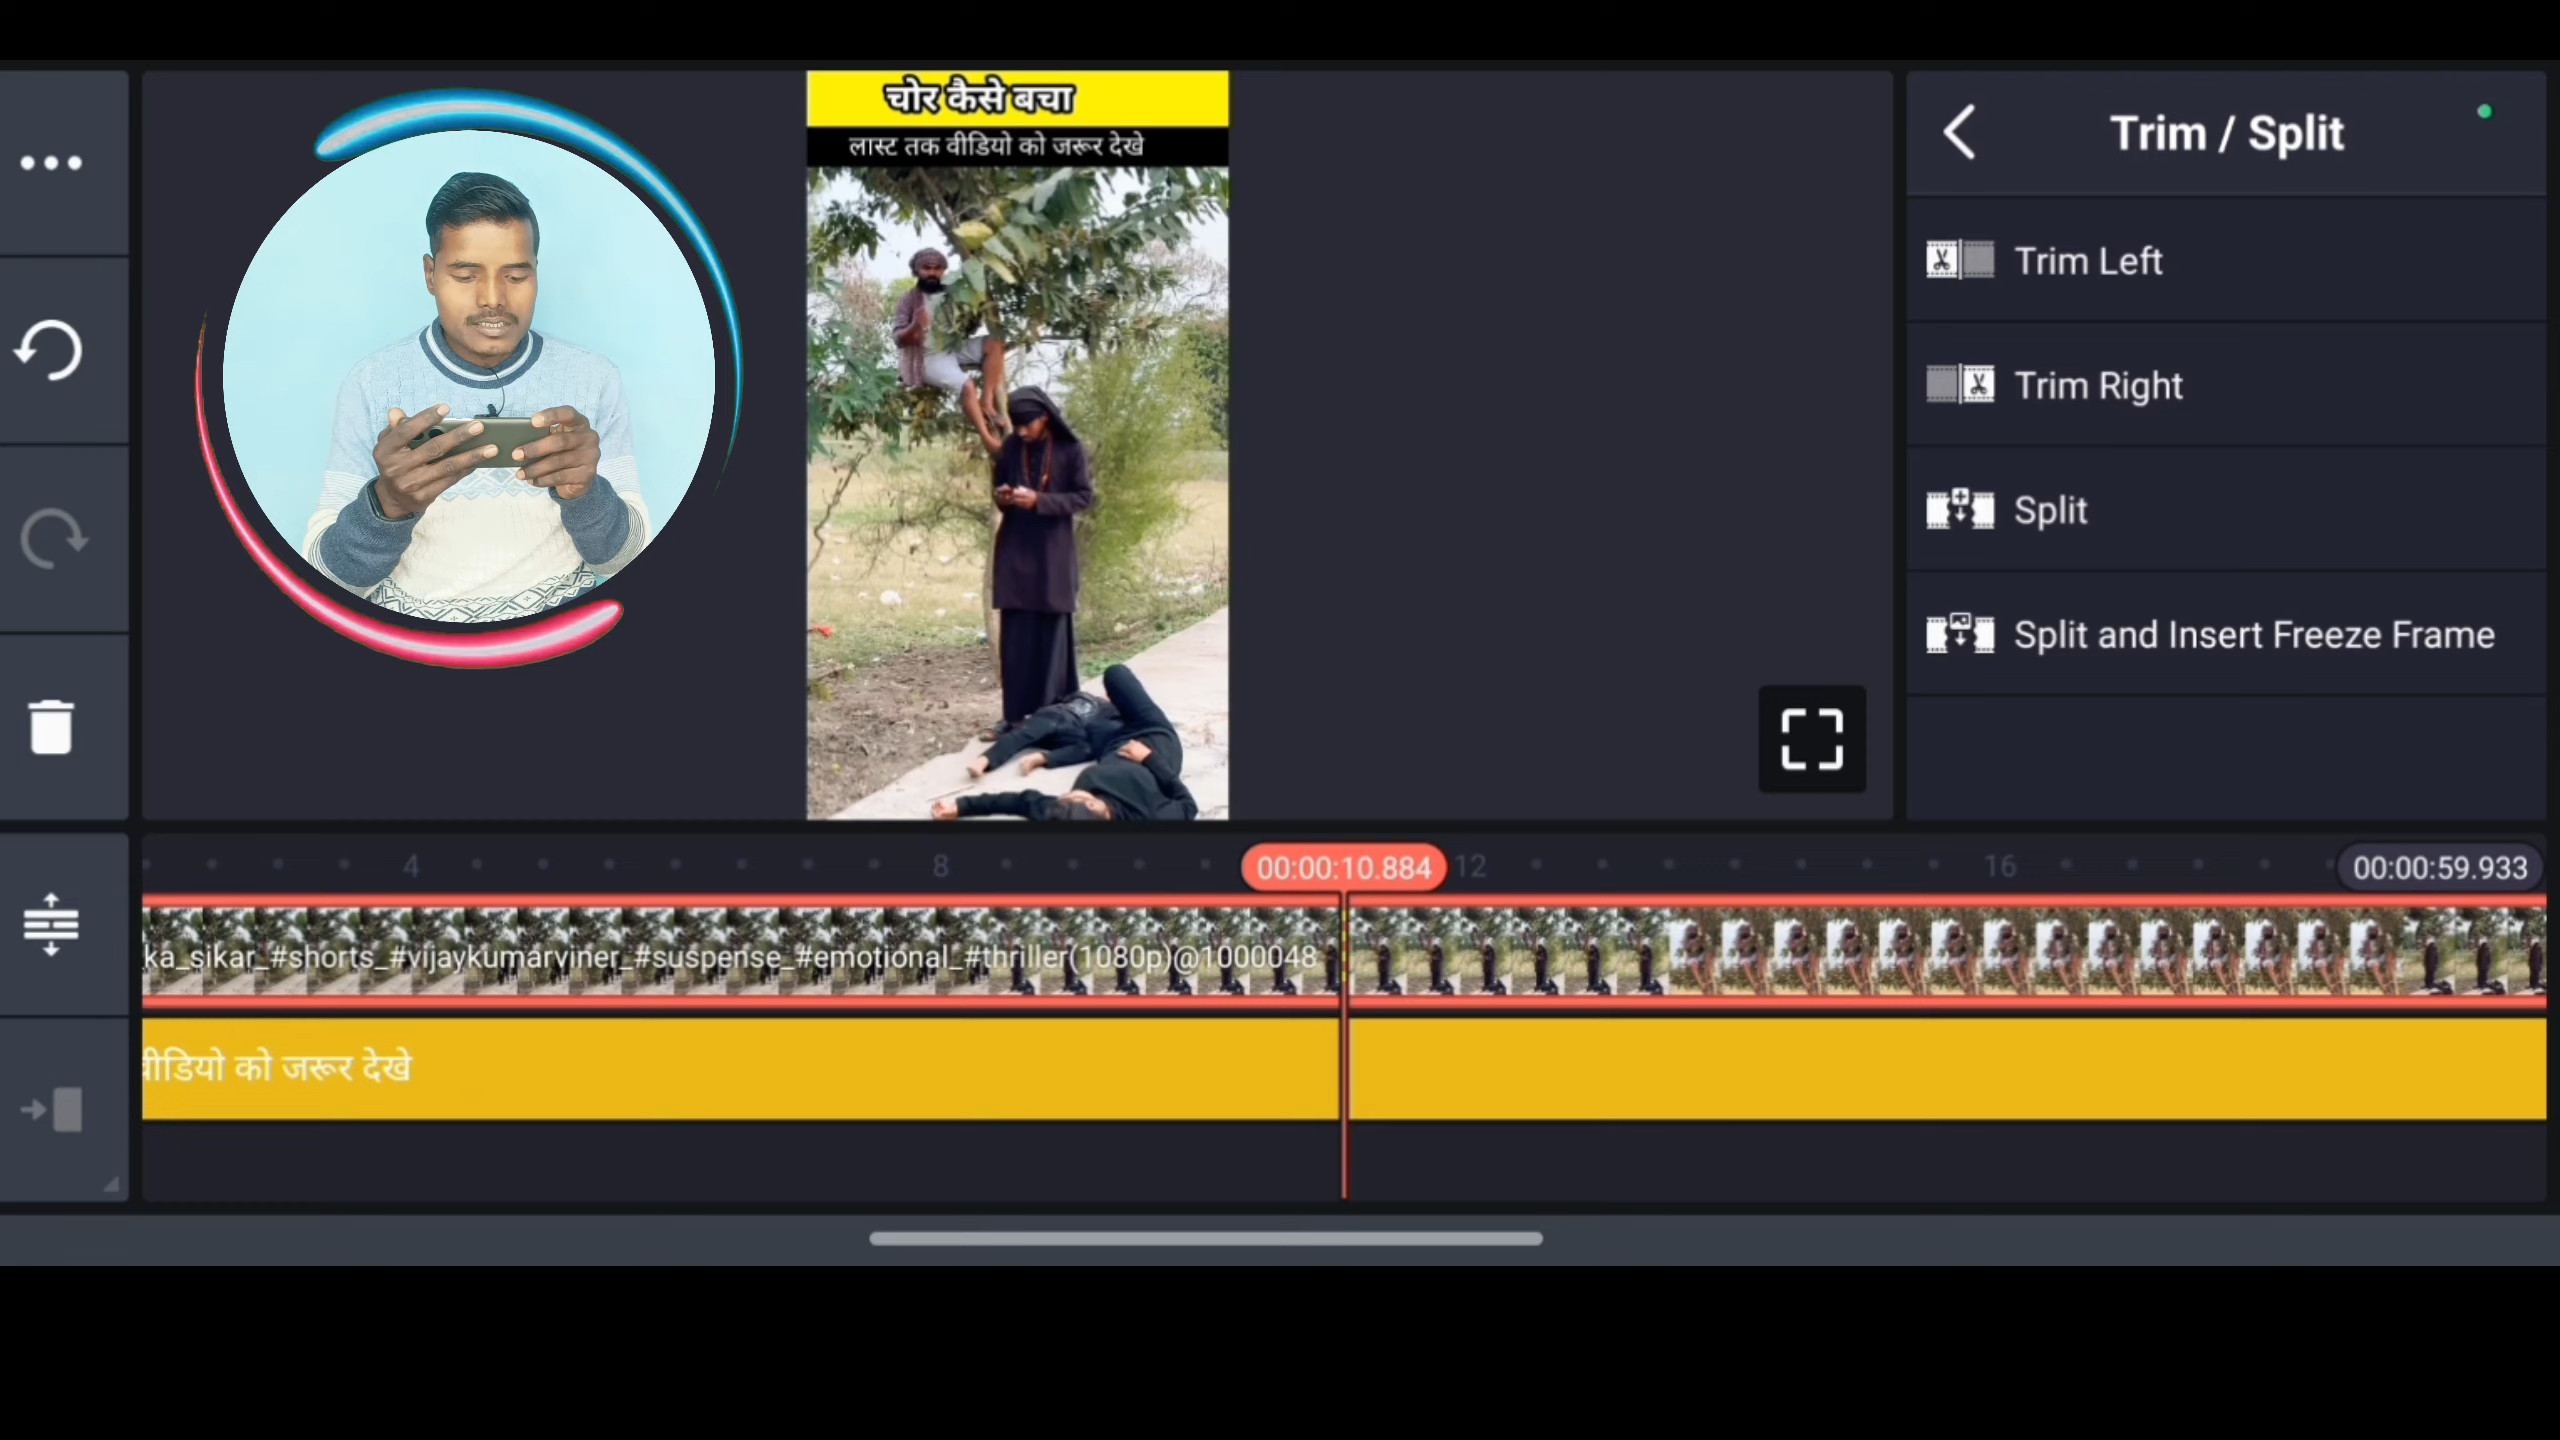 चोर कैसे बचा
लास्ट तक वीडियो को जरूर देखे
Trim / Split
Trim Left
Trim Right
Split
Split and Insert Freeze Frame
4
8
00:00:10.884
12
16
00:00:59.933
ka_sikar_#shorts_#vijaykumarviner_#suspense_#emotional_#thriller(1080p)@1000048
वीडियो को जरूर देखे